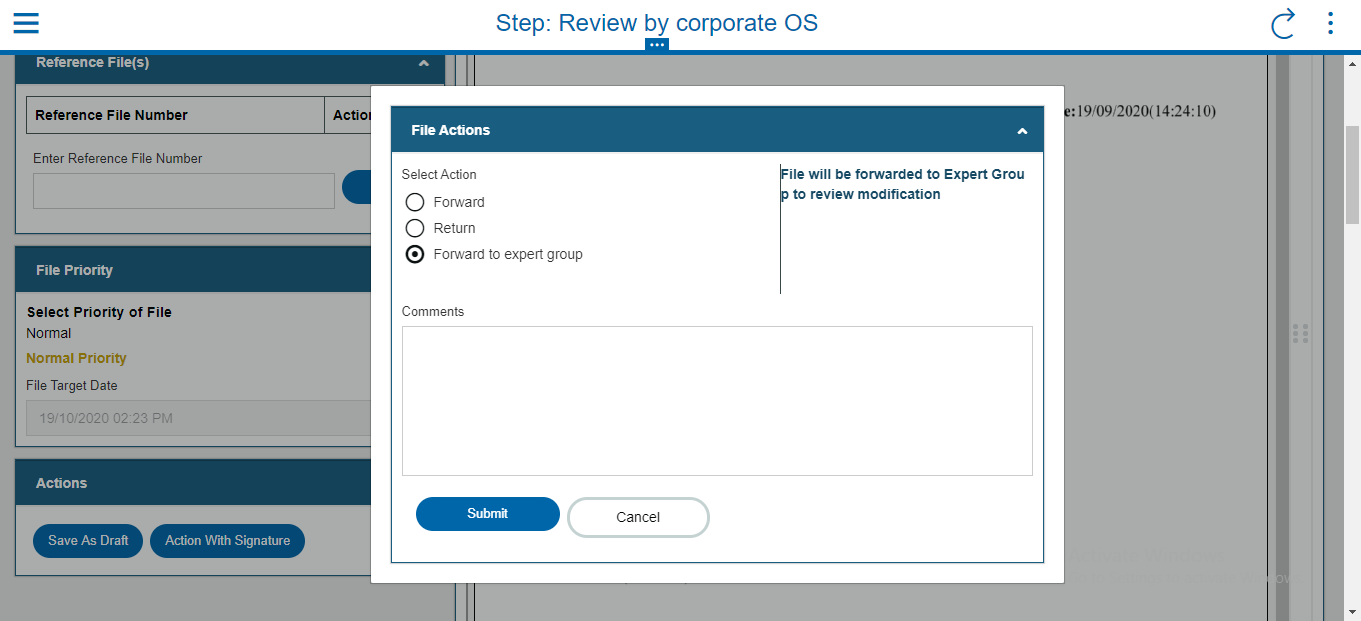 Step: Review by corporate OS
Reference File(s)
Reference File Number
Action
Enter Reference File Number
File Priority
Select Priority of File
Normal
Normal Priority
File Target Date
19/10/2020 02:23 PM
Actions
Save As Draft
Action With Signature
e:19/09/2020(14:24:10)
File Actions
Select Action
Forward
Return
Forward to expert group
File will be forwarded to Expert Grou
p to review modification
Comments
Submit
Cancel